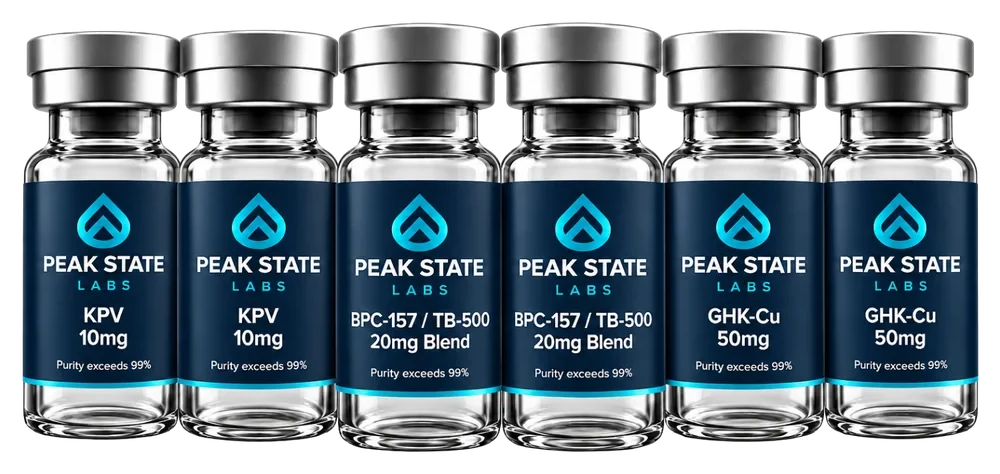 PEAK STATE
LABS
KPV
10mg
Purity exceeds 99%
PEAK STATE
LABS
KPV
10mg
Purity exceeds 99%
PEAK STATE
LABS
BPC-157 / TB-500
20mg Blend
Purity exceeds 99%
PEAK STATE
LABS
BPC-157 / TB-500
20mg Blend
Purity exceeds 99%
PEAK STATE
LABS
GHK-Cu
50mg
Purity exceeds 99%
PEAK STATE
LABS
GHK-Cu
50mg
Purity exceeds 99%